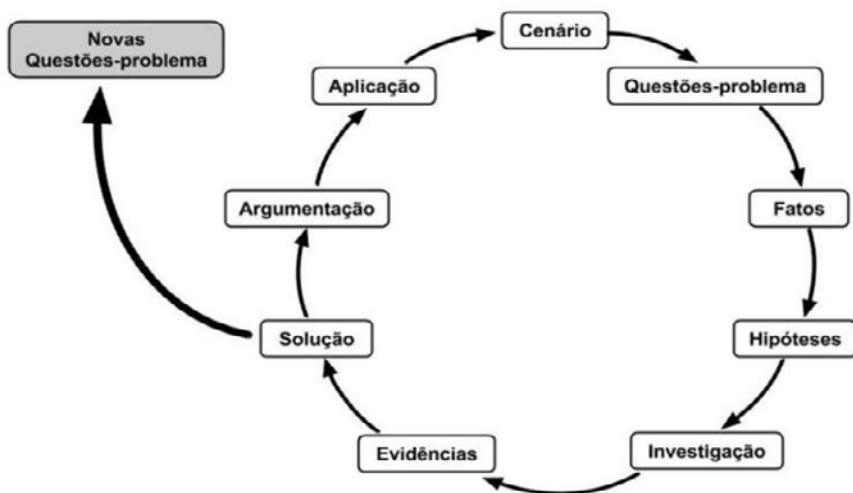 Novas
Questões-problema
Cenário
Aplicação
Questões-problema
Argumentação
Fatos
Solução
Hipóteses
Evidências
Investigação